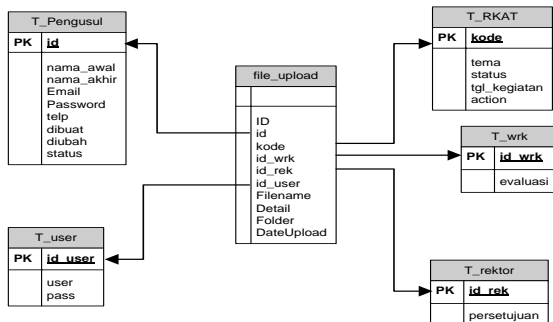 T_Pengusul
PK id
nama_awal
nama_akhir
Email
Password
telp
dibuat
diubah
status
file_upload
ID
id
kode
id_wrk
id_rek
id_user
Filename
Detail
Folder
DateUpload
T_RKAT
PK kode
tema
status
tgl_kegiatan
action
T_wrk
PK id_wrk
evaluasi
T_user
PK id_user
user
pass
T_rektor
PK id_rek
persetujuan